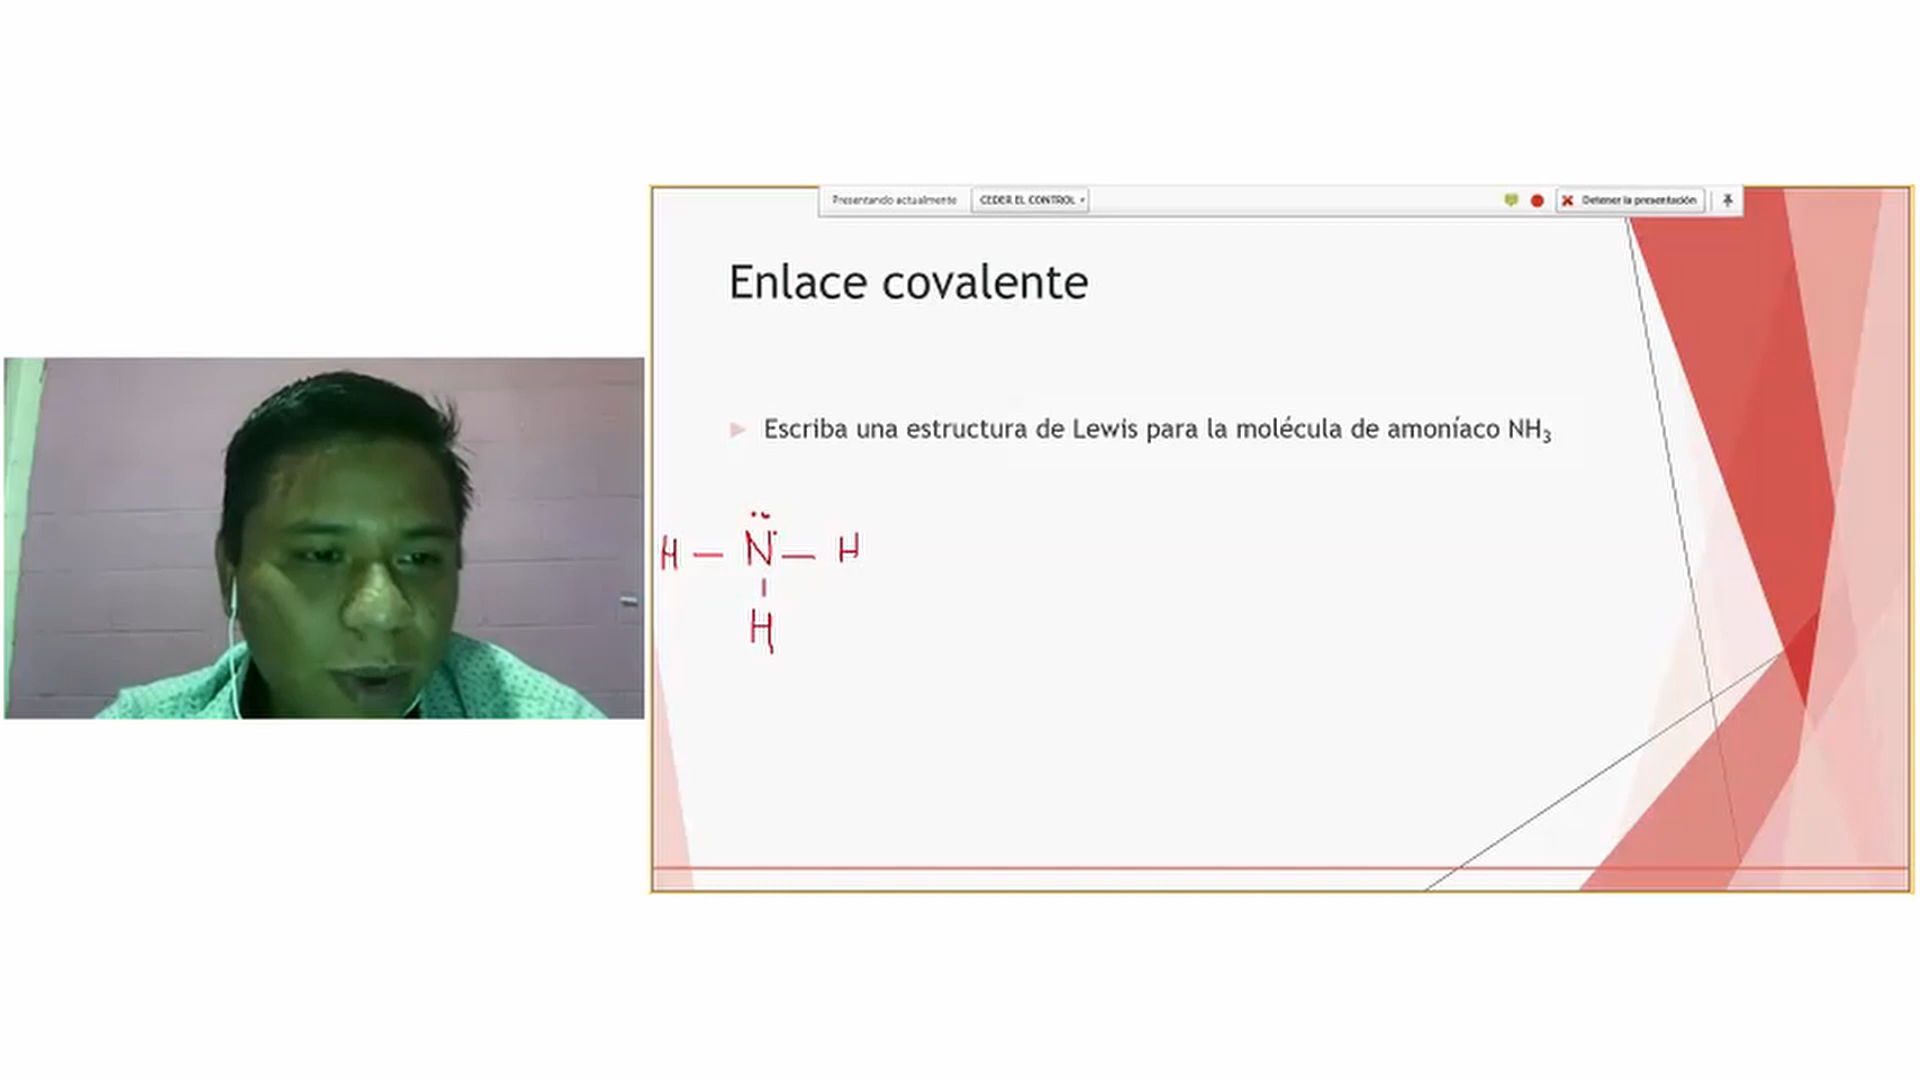 Presentando actualmente CEDER EL CONTROL Detener la presentación
Enlace covalente
Escriba una estructura de Lewis para la molécula de amoníaco NH₃
H — N — H
H